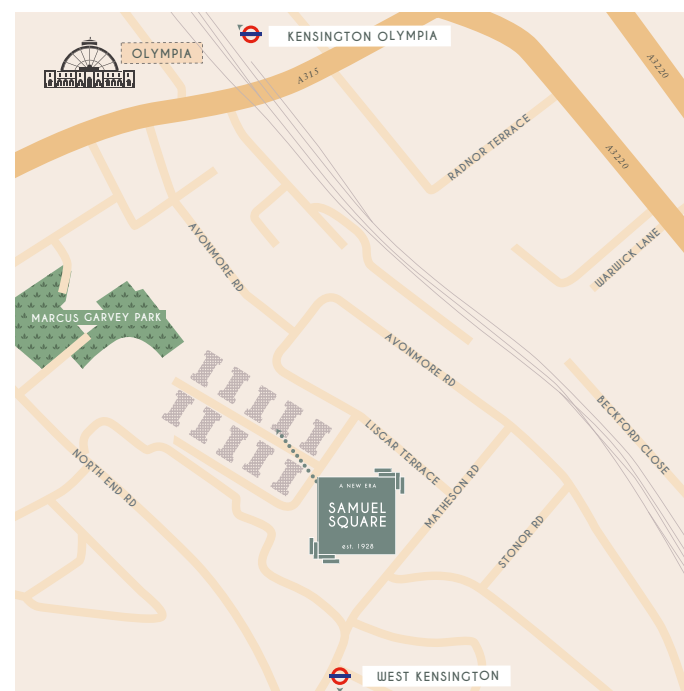 KENSINGTON OLYMPIA
OLYMPIA
A315
A3220
RADNOR TERRACE
A3220
AVONMORE RD
WARWICK LANE
MARCUS GARVEY PARK
AVONMORE RD
BECKFORD CLOSE
LISGAR TERRACE
NORTH END RD
MATHESON RD
A NEW ERA
SAMUEL
SQUARE
est. 1928
STONOR RD
WEST KENSINGTON